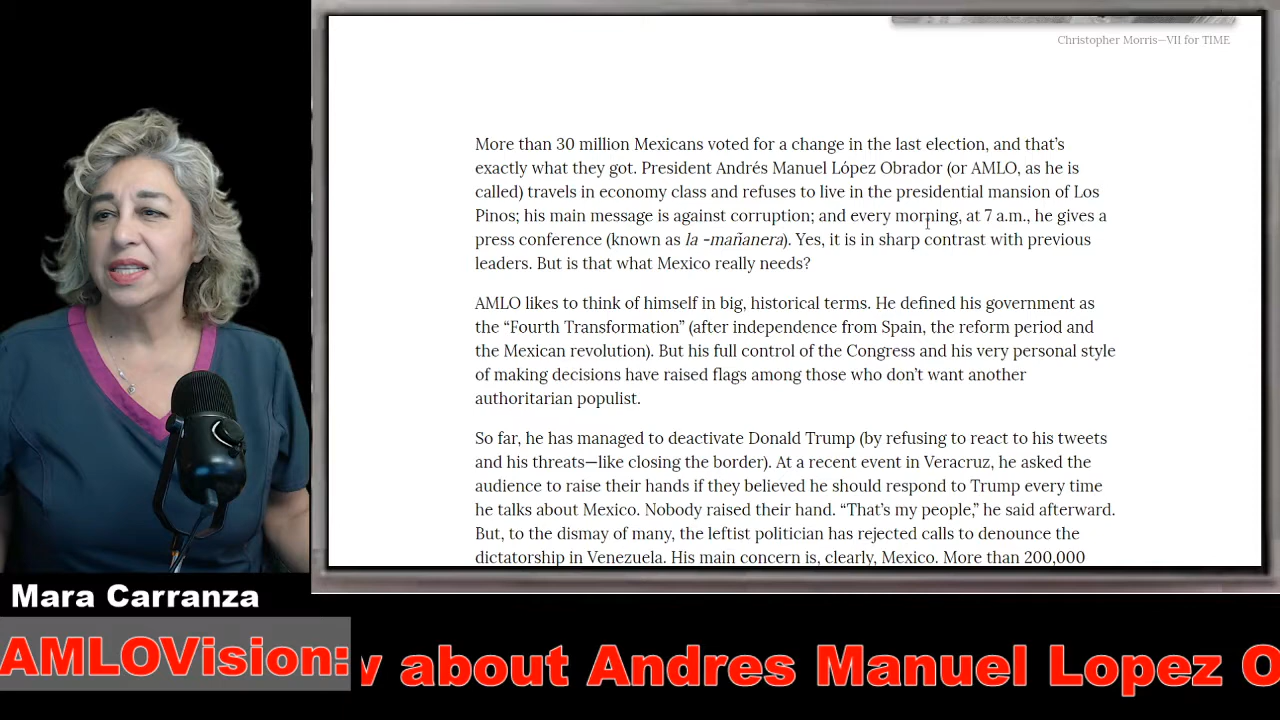 Christopher Morris—VII for TIME
More than 30 million Mexicans voted for a change in the last election, and that’s
exactly what they got. President Andrés Manuel López Obrador (or AMLO, as he is
called) travels in economy class and refuses to live in the presidential mansion of Los
Pinos; his main message is against corruption; and every morning, at 7 a.m., he gives a
press conference (known as la -mañanera). Yes, it is in sharp contrast with previous
leaders. But is that what Mexico really needs?
AMLO likes to think of himself in big, historical terms. He defined his government as
the “Fourth Transformation” (after independence from Spain, the reform period and
the Mexican revolution). But his full control of the Congress and his very personal style
of making decisions have raised flags among those who don’t want another
authoritarian populist.
So far, he has managed to deactivate Donald Trump (by refusing to react to his tweets
and his threats—like closing the border). At a recent event in Veracruz, he asked the
audience to raise their hands if they believed he should respond to Trump every time
he talks about Mexico. Nobody raised their hand. “That’s my people,” he said afterward.
But, to the dismay of many, the leftist politician has rejected calls to denounce the
dictatorship in Venezuela. His main concern is, clearly, Mexico. More than 200,000
Mara Carranza
AMLOVision:
about Andres Manuel Lopez O